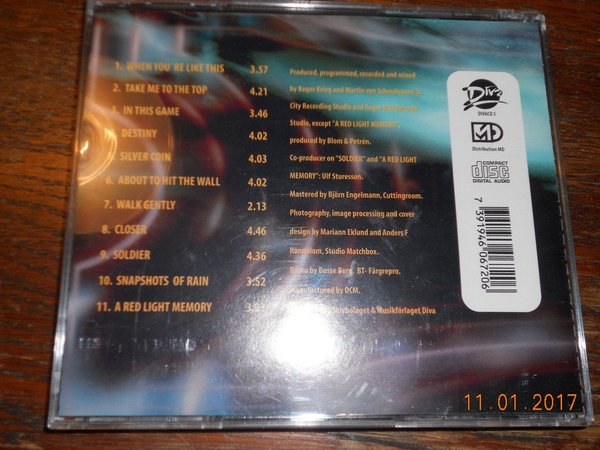 1. WHEN YOU´RE LIKE THIS 3.57
2. TAKE ME TO THE TOP 4.21
3. IN THIS GAME 3.46
DESTINY 4.02
5. SILVER COIN 4.03
6. ABOUT TO HIT THE WALL 4.02
7. WALK GENTLY 2.13
8. CLOSER 4.46
9. SOLDIER 4.36
10. SNAPSHOTS OF RAIN 3.52
11. A RED LIGHT MEMORY
Produced, programmed, recorded and mixed
by Roger Krieg and Martin von Schmalensee
City Recording Studio and Roger
Studio, except "A RED LIGHT MEMORY",
produced by Blom & Petrén.
Co-producer on "SOLDIER" and "A RED LIGHT
MEMORY": Ulf Sturesson.
Mastered by Björn Engelmann, Cuttingroom.
Photography, image processing and cover
design by Mariann Eklund and Anders F
Rönnblom, Studio Matchbox.
Repro by Bosse Berg, BT- Färgrepro.
Manufactured by DCM.
& Musikförlaget Diva
Diva
DIVACD 5
MD
Distribution MD
COMPACT
disc
DIGITAL AUDIO
7 391946 067206
11.01.2017